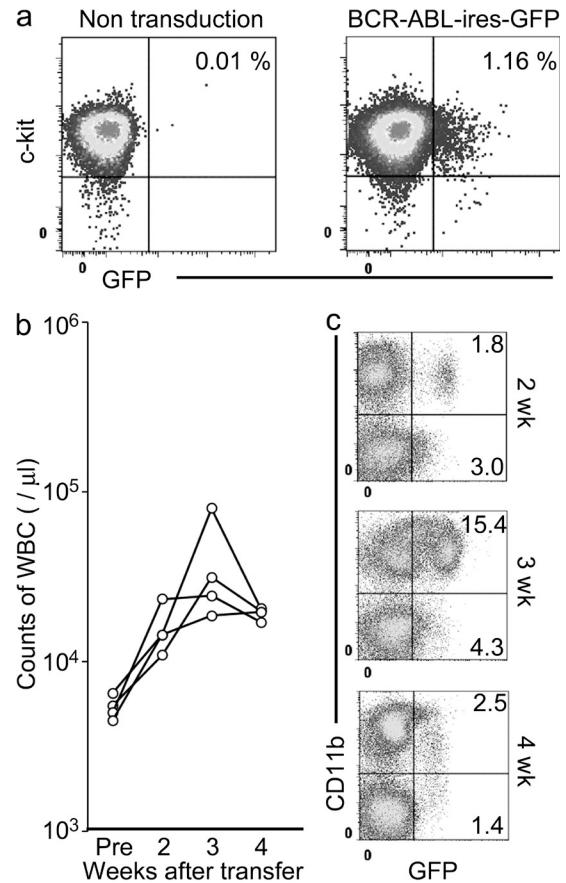 a
Non transduction
BCR-ABL-ires-GFP
0.01 %
1.16 %
c-kit
0
0
0
0
GFP
b
10⁶
10⁵
10⁴
10³
Counts of WBC ( / μl)
Pre 2 3 4
Weeks after transfer
c
1.8
3.0
2 wk
0
0
15.4
4.3
3 wk
0
0
2.5
1.4
4 wk
0
0
CD11b
GFP